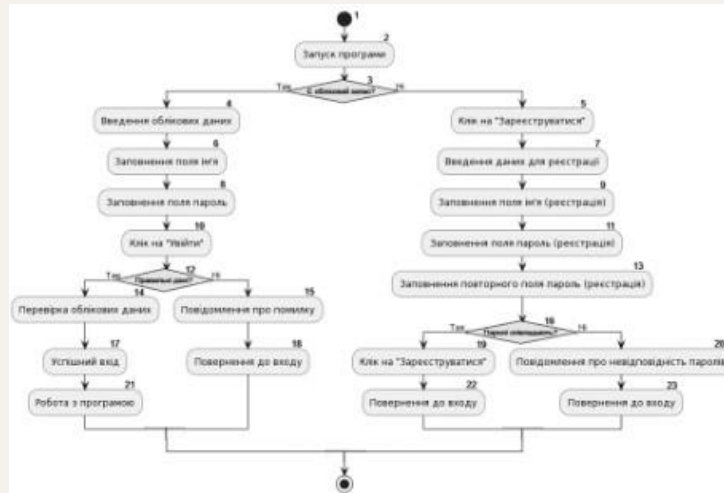 1
2
Запуск програми
3
Так
Ні
Є обліковий запис?
4
Введення облікових даних
5
Клік на "Зареєструватися"
6
Заповнення поля ім'я
7
Введення даних для реєстрації
8
Заповнення поля пароль
9
Заповнення поля ім'я (реєстрація)
10
Клік на "Увійти"
11
Заповнення поля пароль (реєстрація)
12
Так
Ні
Правильні дані?
13
Заповнення повторного поля пароль (реєстрація)
14
Перевірка облікових даних
15
Повідомлення про помилку
16
Так
Ні
Паролі співпадають?
17
Успішний вхід
18
Повернення до входу
19
Клік на "Зареєструватися"
20
Повідомлення про невідповідність паролів
21
Робота з програмою
22
Повернення до входу
23
Повернення до входу